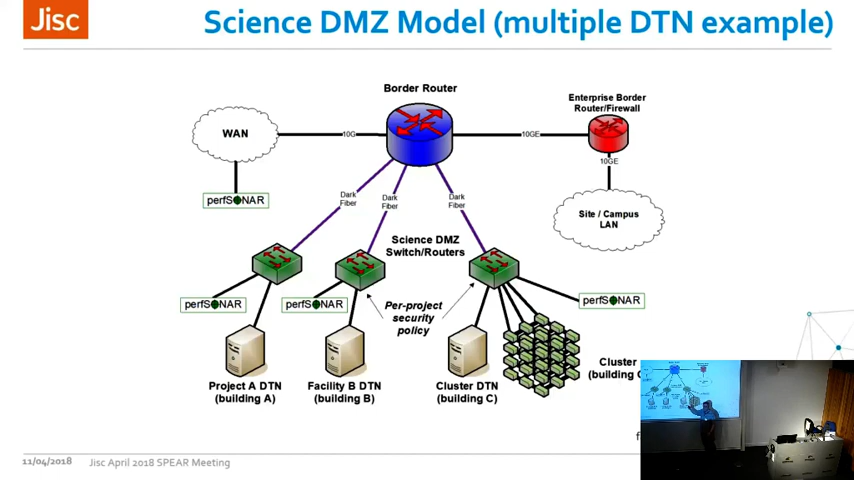 Jisc
Science DMZ Model (multiple DTN example)
Border Router
Enterprise Border
Router/Firewall
WAN
10G
10GE
10GE
perfSONAR
Dark
Fiber
Dark
Fiber
Dark
Fiber
Site / Campus
LAN
Science DMZ
Switch/Routers
perfSONAR
perfSONAR
perfSONAR
Per-project
security
policy
Project A DTN
(building A)
Facility B DTN
(building B)
Cluster DTN
(building C)
Cluster
(building
11/04/2018
Jisc April 2018 SPEAR Meeting